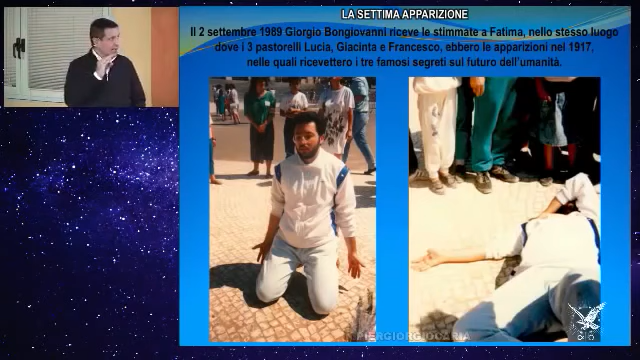 LA SETTIMA APPARIZIONE
Il 2 settembre 1989 Giorgio Bongiovanni riceve le stimmate a Fatima, nello stesso luogo
dove i 3 pastorelli Lucia, Giacinta e Francesco, ebbero le apparizioni nel 1917,
nelle quali ricevettero i tre famosi segreti sul futuro dell'umanità.